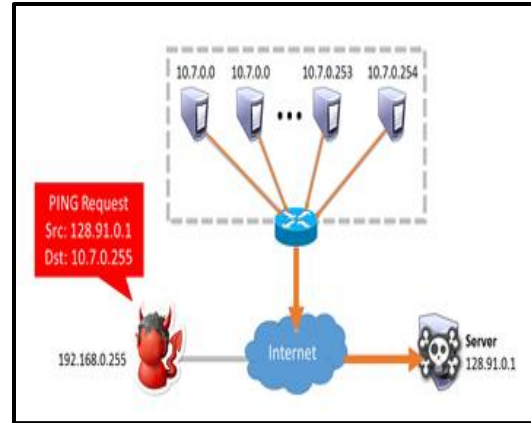 10.7.0.0 10.7.0.0 10.7.0.253 10.7.0.254
PING Request
Src: 128.91.0.1
Dst: 10.7.0.255
192.168.0.255
Internet
Server
128.91.0.1